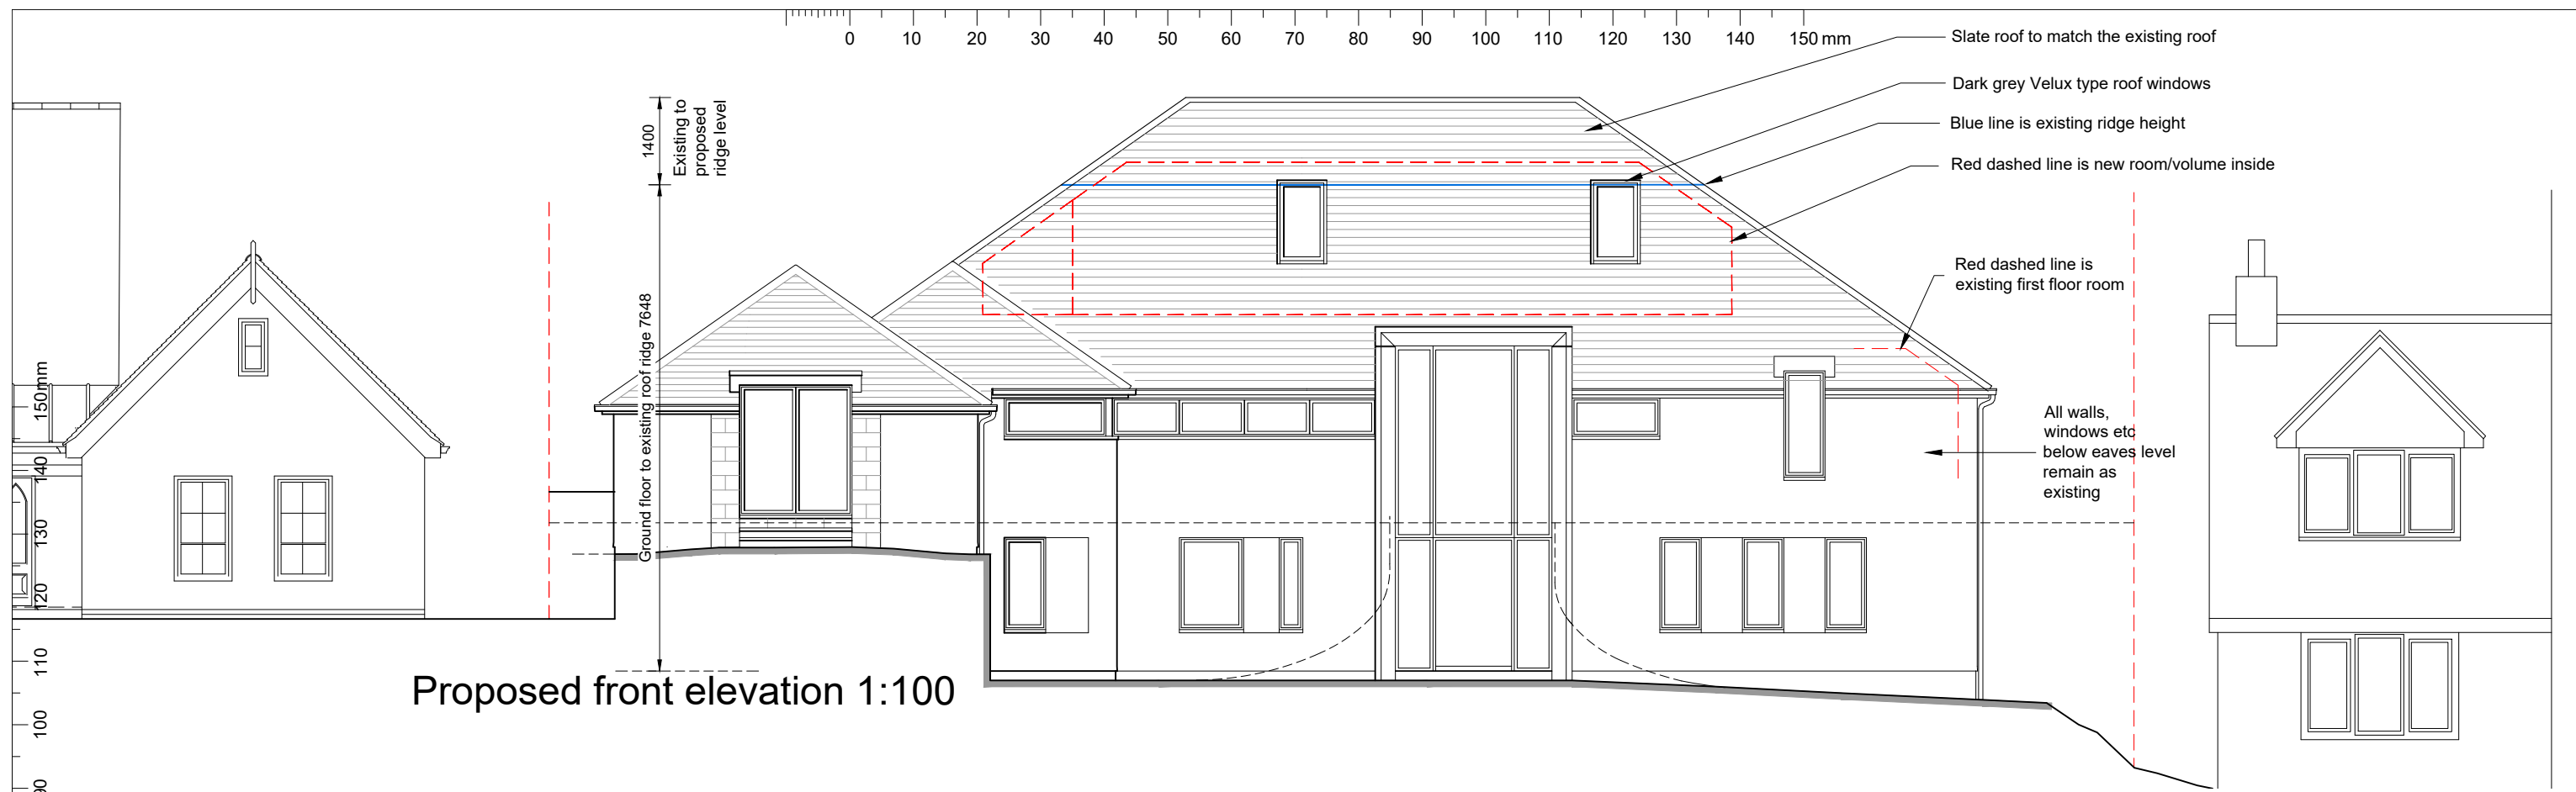 0 10 20 30 40 50 60 70 80 90 100 110 120 130 140 150 mm
Slate roof to match the existing roof
Dark grey Velux type roof windows
Blue line is existing ridge height
Red dashed line is new room/volume inside
1400
Existing to
proposed
ridge level
Ground floor to existing roof ridge 7648
Red dashed line is
existing first floor room
All walls,
windows etc
below eaves level
remain as
existing
150mm
140
130
120
110
100
90
Proposed front elevation 1:100